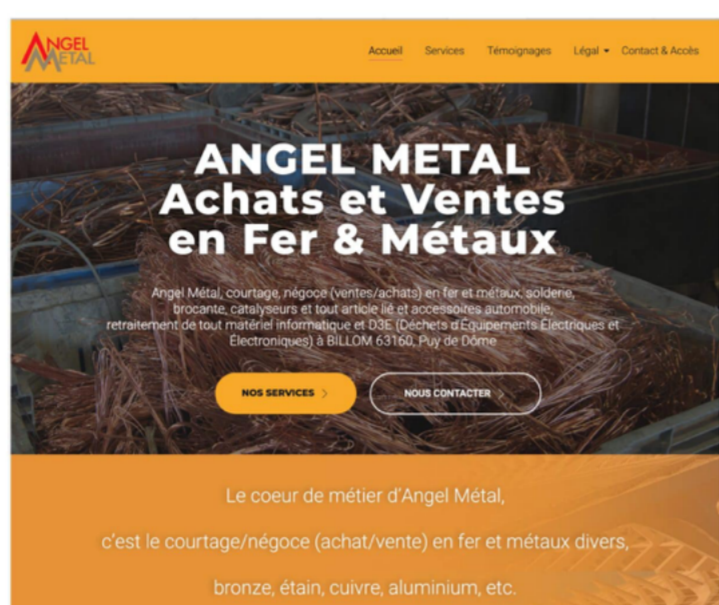 ANGEL
METAL
Accueil Services Témoignages Légal Contact & Accès
ANGEL METAL
Achats et Ventes
en Fer & Métaux
Angel Métal, courtage, négoce (ventes/achats) en fer et métaux, solderie,
brocante, catalyseurs et tout article lié et accessoires automobile,
retraitement de tout matériel informatique et D3E (Déchets d'Équipements Électriques et
Électroniques) à BILLOM 63160, Puy de Dôme
NOS SERVICES
NOUS CONTACTER
Le coeur de métier d'Angel Métal,
c'est le courtage/négoce (achat/vente) en fer et métaux divers,
bronze, étain, cuivre, aluminium, etc.